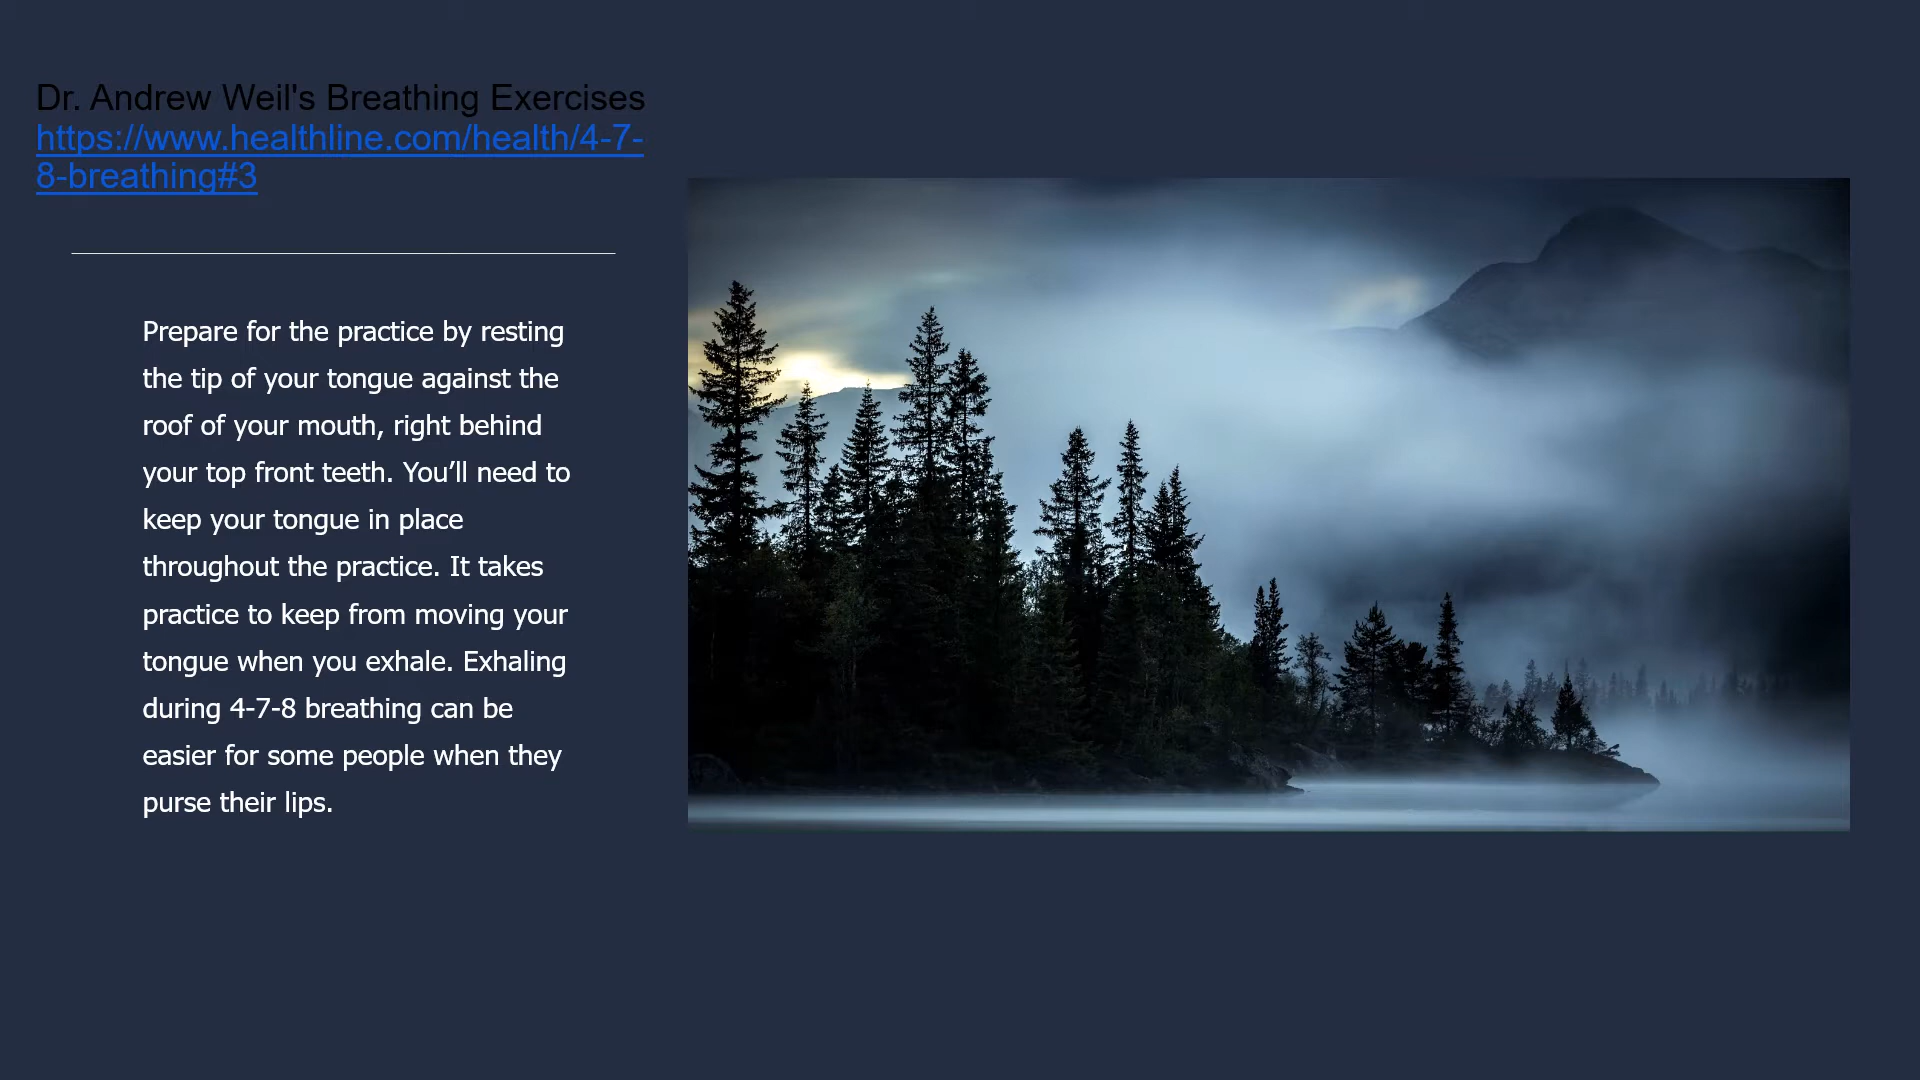 Dr. Andrew Weil's Breathing Exercises
https://www.healthline.com/health/4-7-
8-breathing#3
Prepare for the practice by resting
the tip of your tongue against the
roof of your mouth, right behind
your top front teeth. You’ll need to
keep your tongue in place
throughout the practice. It takes
practice to keep from moving your
tongue when you exhale. Exhaling
during 4-7-8 breathing can be
easier for some people when they
purse their lips.